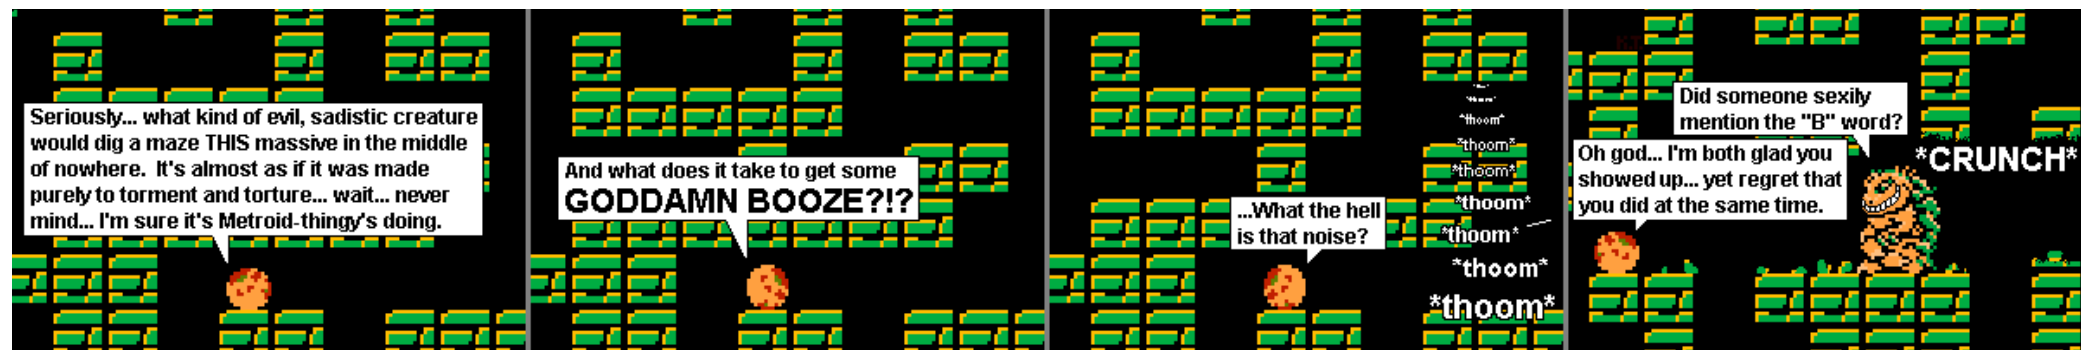 Seriously... what kind of evil, sadistic creature
would dig a maze THIS massive in the middle
of nowhere. It's almost as if it was made
purely to torment and torture... wait... never
mind... I'm sure it's Metroid-thingy's doing.
And what does it take to get some
GODDAMN BOOZE?!?
*thoom*
*thoom*
*thoom*
*thoom*
*thoom*
*thoom*
*thoom*
...What the hell
is that noise?
Did someone sexily
mention the "B" word?
*CRUNCH*
Oh god... I'm both glad you
showed up... yet regret that
you did at the same time.